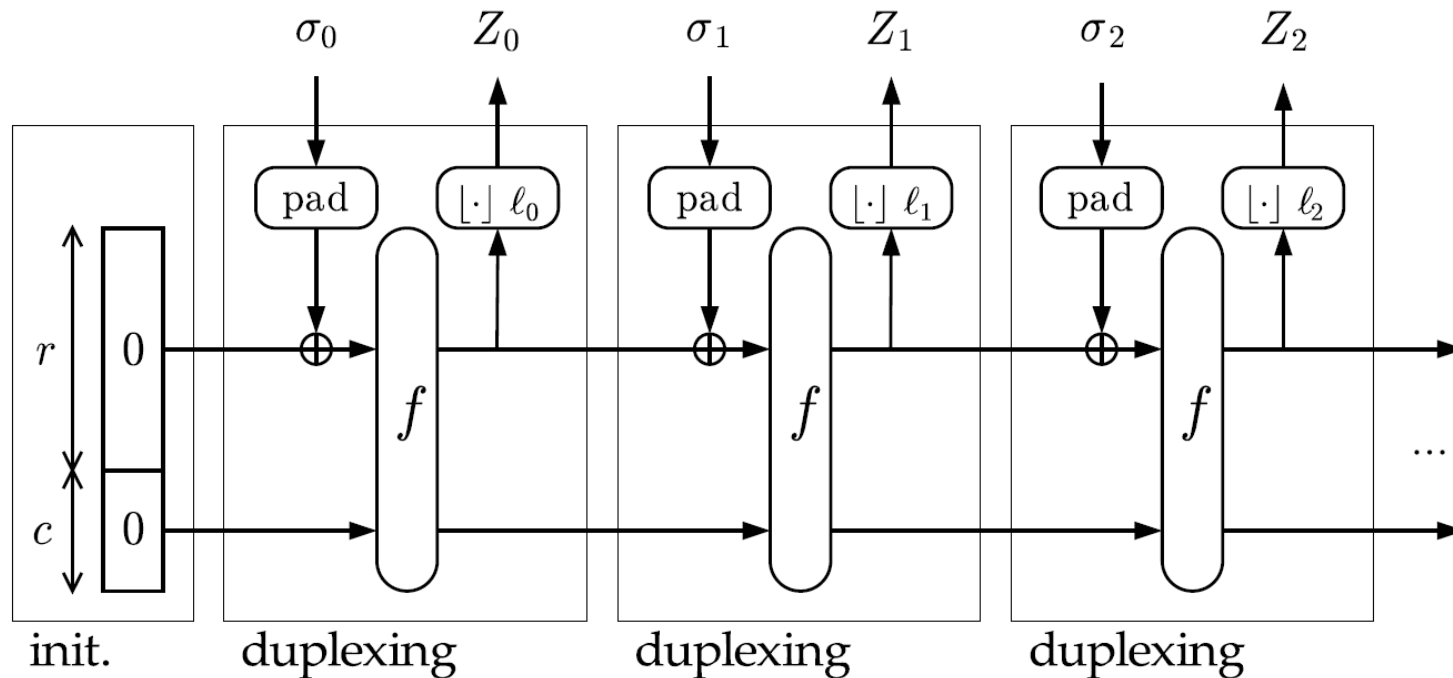 σ₀ Z₀ σ₁ Z₁ σ₂ Z₂
pad ⌊·⌋ ℓ₀ pad ⌊·⌋ ℓ₁ pad ⌊·⌋ ℓ₂
r 0
f f f
...
c 0
init. duplexing duplexing duplexing